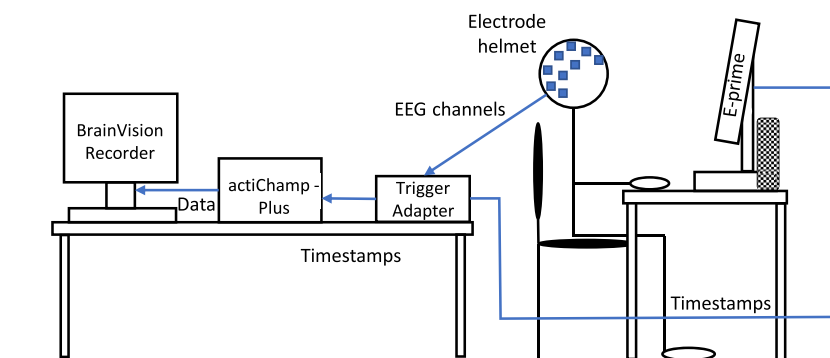 Electrode
helmet
E-prime
EEG channels
BrainVision
Recorder
actiChamp -
Plus
Trigger
Adapter
Data
Timestamps
Timestamps